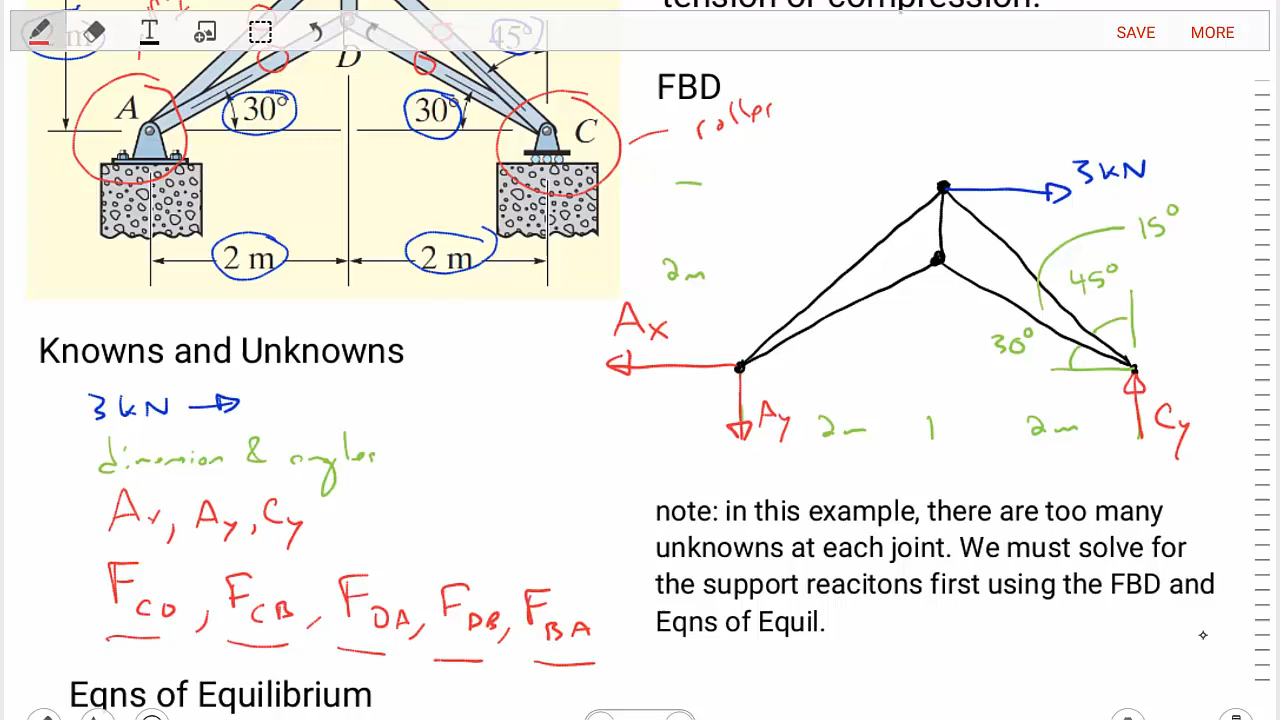 tension or compression.
SAVE MORE
T
m
45°
D
A
30°
30°
C
2 m
2 m
FBD
roller
3 kN
15°
45°
2m
30°
Ax
Ay
2m
2m
Cy
Knowns and Unknowns
3 kN →
dimension & angles
Ax, Ay, Cy
FCD, FCB, FDA, FDB, FBA
note: in this example, there are too many
unknowns at each joint. We must solve for
the support reacitons first using the FBD and
Eqns of Equil.
Eqns of Equilibrium